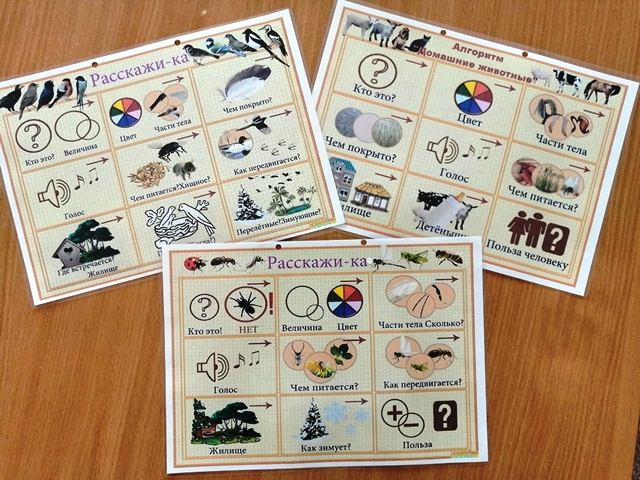 Расскажи-ка
Кто это?
Величина
Цвет
Части тела
Чем покрыто?
Голос
Чем питается?Хищное?
Как передвигается?
Где встречается?
Жилище
Перелётные?Зимующие?
Алгоритм
Домашние животные
Кто это?
Цвет
Части тела
Чем покрыто?
Голос
Чем питается?
Детёныш
Польза человеку
Расскажи-ка
Кто это!
НЕТ
!
Величина
Цвет
Части тела Сколько?
Голос
Чем питается?
Как передвигается?
Жилище
Как зимует?
Польза